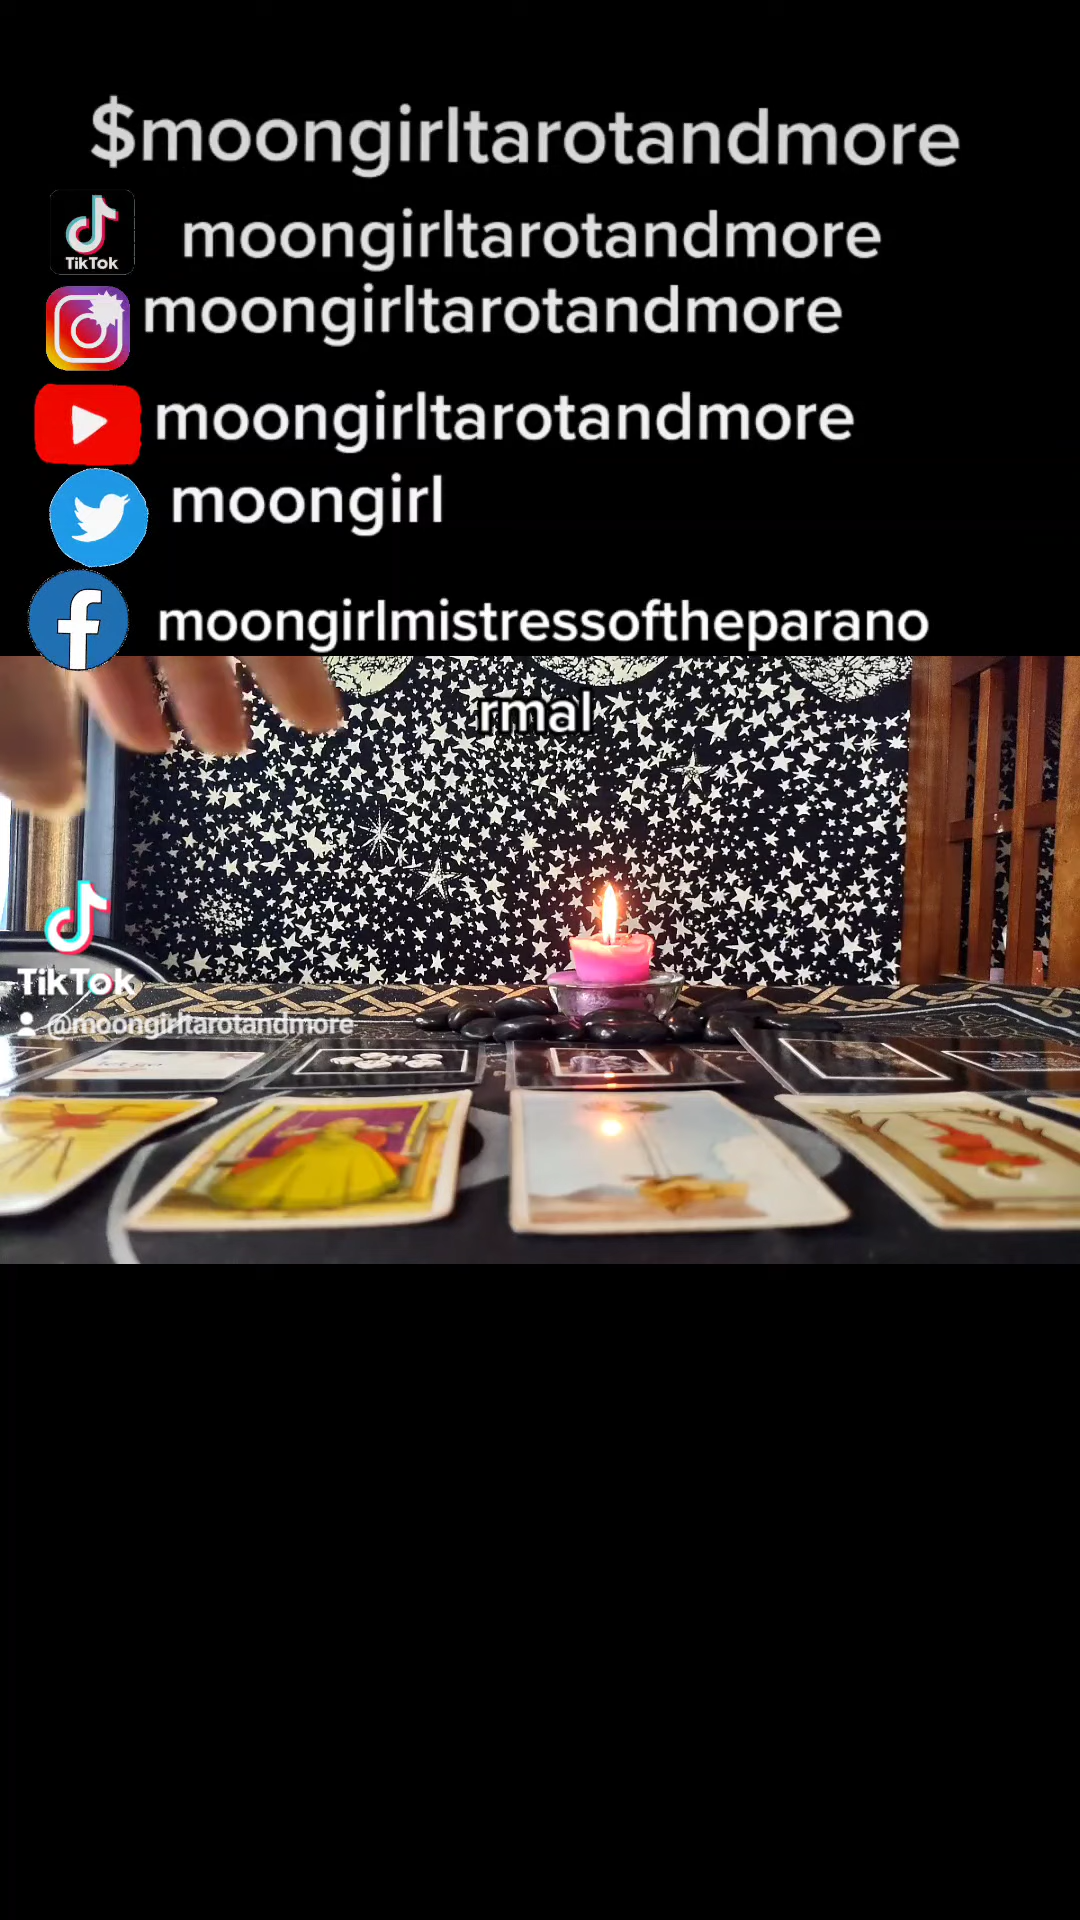 $moongirltarotandmore
TikTok
moongirltarotandmore
moongirltarotandmore
moongirltarotandmore
moongirl
moongirlmistressoftheparano
rmal
TikTok
@moongirltarotandmore